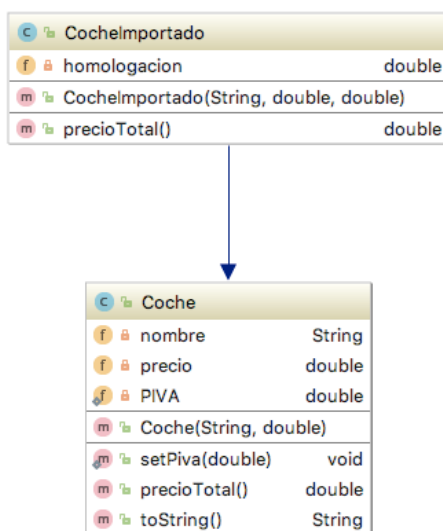 C CocheImportado
f homologacion double
m CocheImportado(String, double, double)
m precioTotal() double
C Coche
f nombre String
f precio double
f PIVA double
m Coche(String, double)
m setPiva(double) void
m precioTotal() double
m toString() String